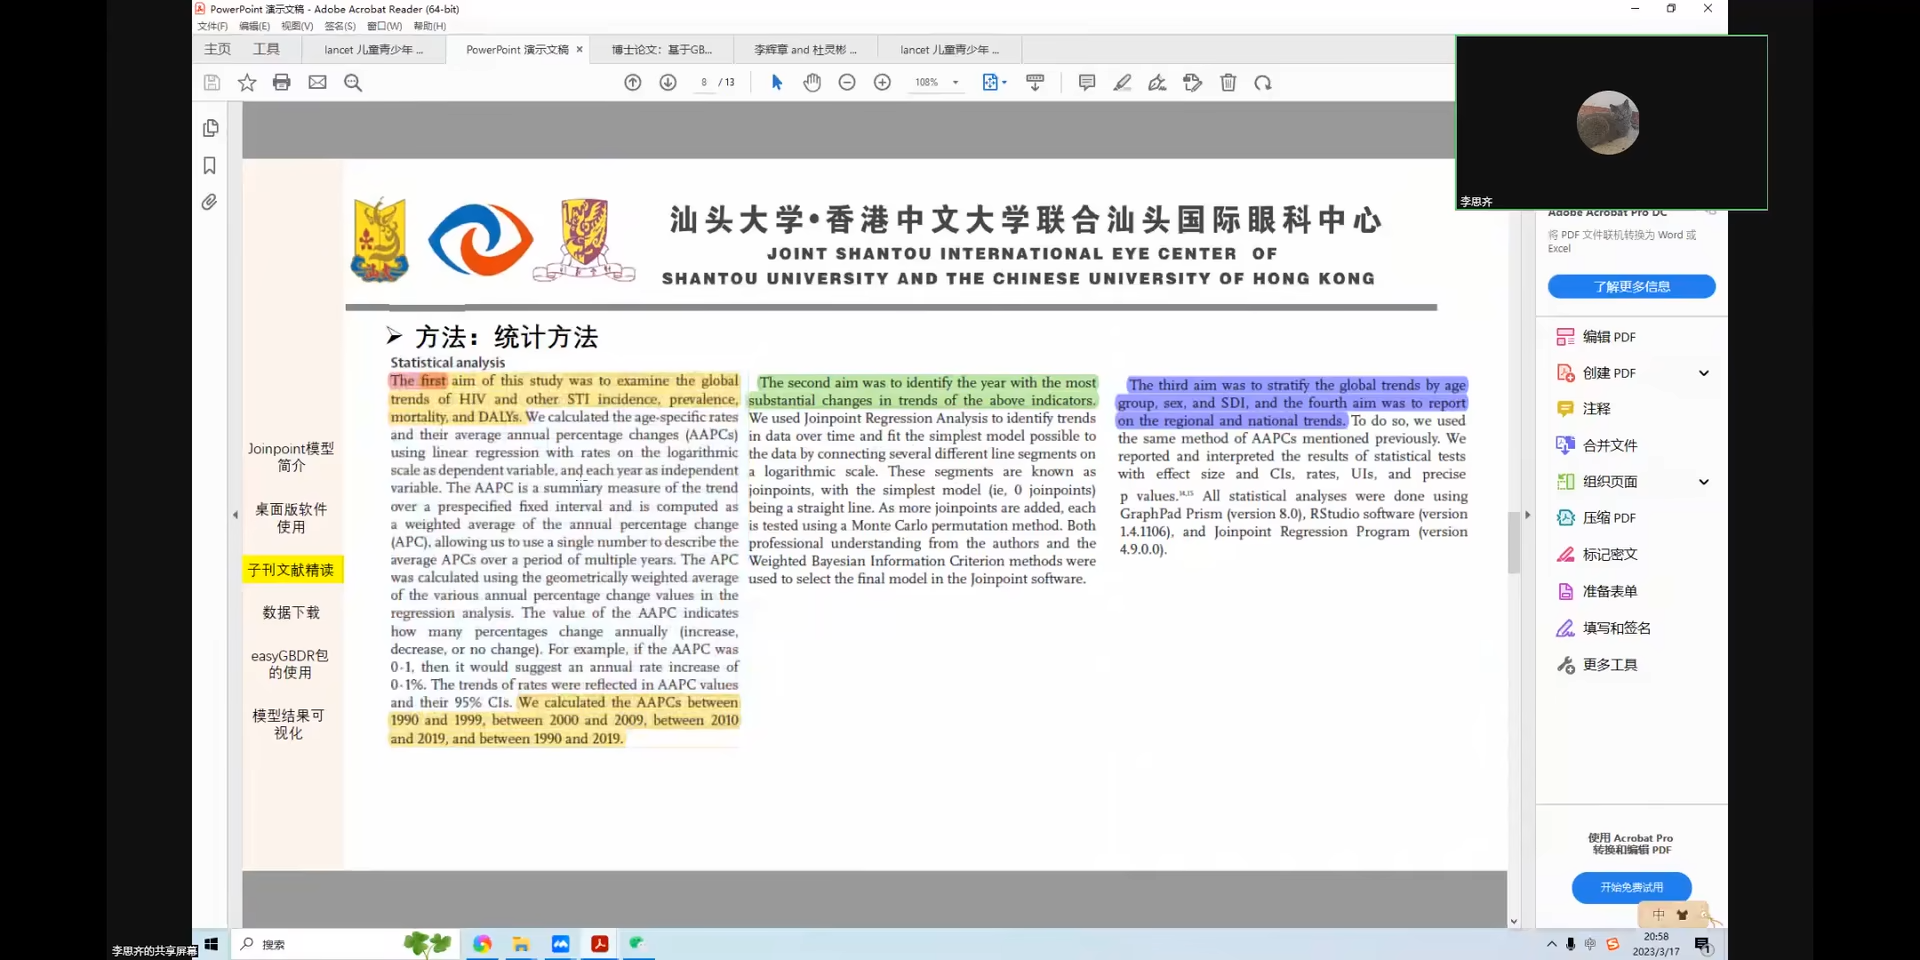 PowerPoint 演示文稿 - Adobe Acrobat Reader (64-bit)
文件(F) 编辑(E) 视图(V) 签名(S) 窗口(W) 帮助(H)
主页 工具 lancet 儿童青少年 ... PowerPoint 演示文稿 × 博士论文：基于GB... 李辉章 and 杜灵彬 ... lancet 儿童青少年 ...
8 / 13 108%
李思齐
Adobe Acrobat Pro DC
将 PDF 文件联机转换为 Word 或
Excel
了解更多信息
编辑 PDF
创建 PDF
注释
合并文件
组织页面
压缩 PDF
标记密文
准备表单
填写和签名
更多工具
使用 Acrobat Pro
转换和编辑 PDF
开始免费试用
汕头大学•香港中文大学联合汕头国际眼科中心
JOINT SHANTOU INTERNATIONAL EYE CENTER OF
SHANTOU UNIVERSITY AND THE CHINESE UNIVERSITY OF HONG KONG
Joinpoint模型
简介
桌面版软件
使用
子刊文献精读
数据下载
easyGBDR包
的使用
模型结果可
视化
➢ 方法：统计方法
Statistical analysis
The first aim of this study was to examine the global
trends of HIV and other STI incidence, prevalence,
mortality, and DALYs. We calculated the age-specific rates
and their average annual percentage changes (AAPCs)
using linear regression with rates on the logarithmic
scale as dependent variable, and each year as independent
variable. The AAPC is a summary measure of the trend
over a prespecified fixed interval and is computed as
a weighted average of the annual percentage change
(APC), allowing us to use a single number to describe the
average APCs over a period of multiple years. The APC
was calculated using the geometrically weighted average
of the various annual percentage change values in the
regression analysis. The value of the AAPC indicates
how many percentages change annually (increase,
decrease, or no change). For example, if the AAPC was
0·1, then it would suggest an annual rate increase of
0·1%. The trends of rates were reflected in AAPC values
and their 95% CIs. We calculated the AAPCs between
1990 and 1999, between 2000 and 2009, between 2010
and 2019, and between 1990 and 2019.
The second aim was to identify the year with the most
substantial changes in trends of the above indicators.
We used Joinpoint Regression Analysis to identify trends
in data over time and fit the simplest model possible to
the data by connecting several different line segments on
a logarithmic scale. These segments are known as
joinpoints, with the simplest model (ie, 0 joinpoints)
being a straight line. As more joinpoints are added, each
is tested using a Monte Carlo permutation method. Both
professional understanding from the authors and the
Weighted Bayesian Information Criterion methods were
used to select the final model in the Joinpoint software.
The third aim was to stratify the global trends by age
group, sex, and SDI, and the fourth aim was to report
on the regional and national trends. To do so, we used
the same method of AAPCs mentioned previously. We
reported and interpreted the results of statistical tests
with effect size and CIs, rates, UIs, and precise
p values.14,15 All statistical analyses were done using
GraphPad Prism (version 8.0), RStudio software (version
1.4.1106), and Joinpoint Regression Program (version
4.9.0.0).
李思齐的共享屏幕
搜索
中
中
20:58
2023/3/17